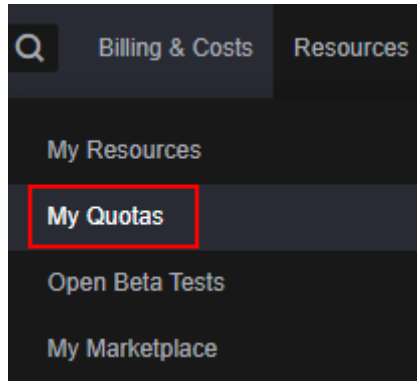 Billing & Costs Resources
My Resources
My Quotas
Open Beta Tests
My Marketplace